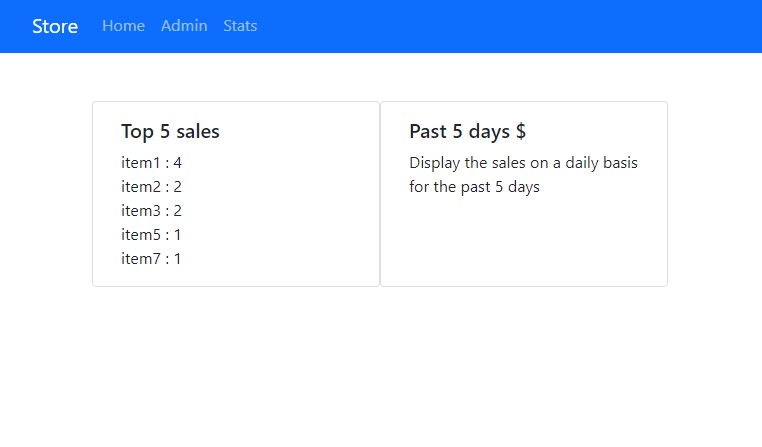 Store Home Admin Stats
Top 5 sales
item1 : 4
item2 : 2
item3 : 2
item5 : 1
item7 : 1
Past 5 days $
Display the sales on a daily basis
for the past 5 days